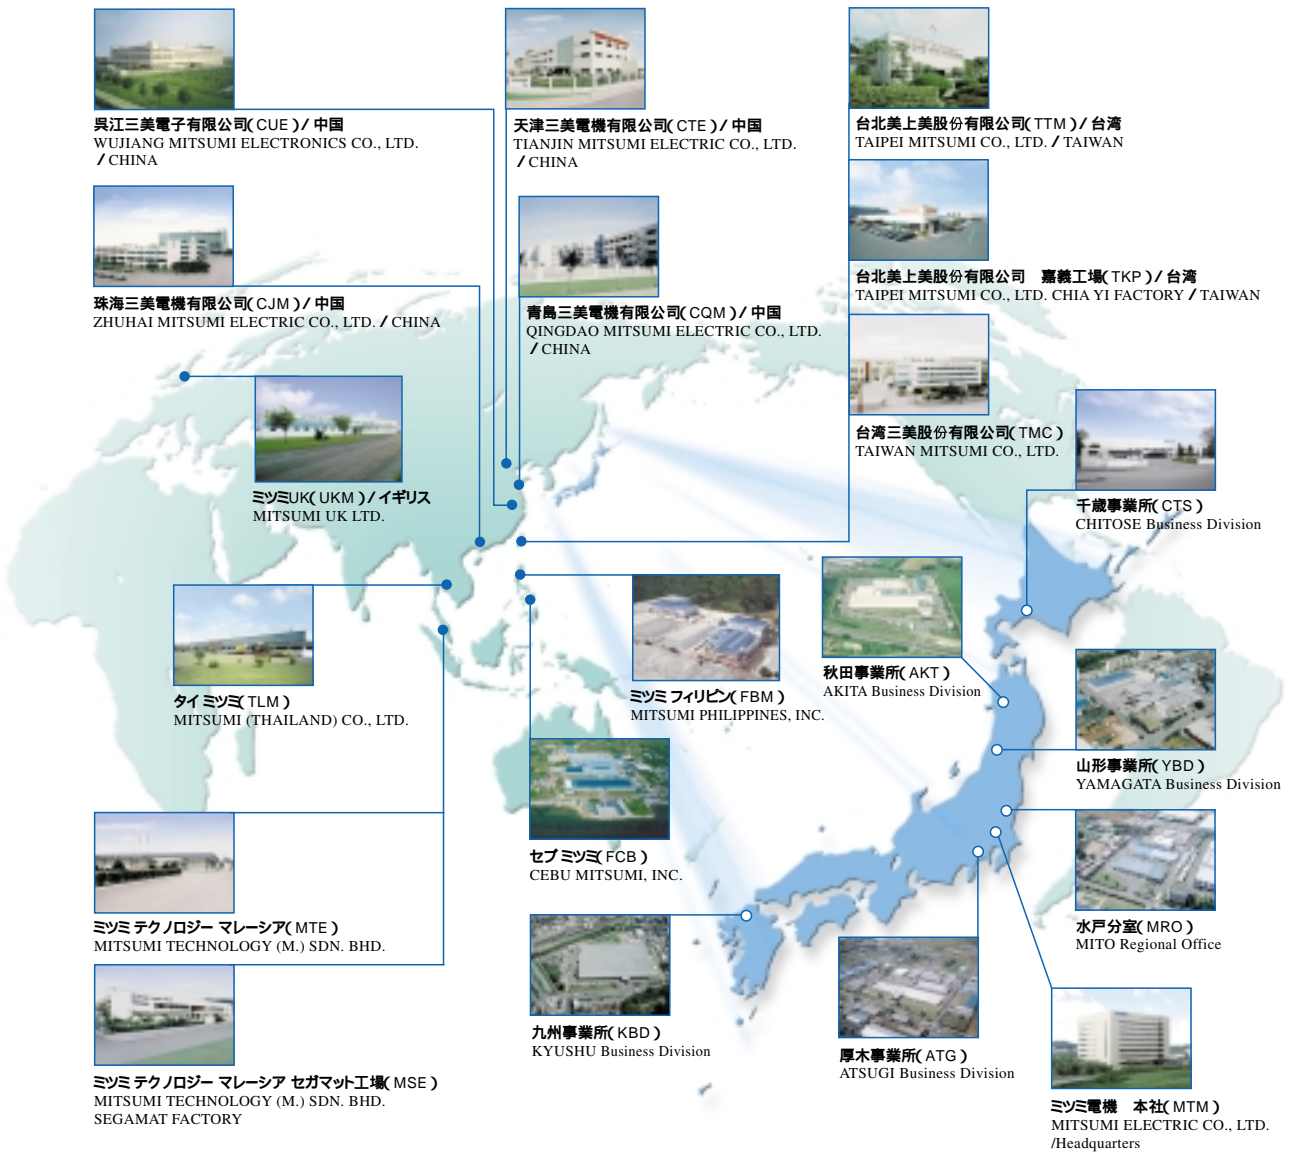 呉江三美電子有限公司( CUE ) / 中国
WUJIANG MITSUMI ELECTRONICS CO., LTD.
/ CHINA
天津三美電機有限公司( CTE ) / 中国
TIANJIN MITSUMI ELECTRIC CO., LTD.
/ CHINA
台北美上美股份有限公司( TTM ) / 台湾
TAIPEI MITSUMI CO., LTD. / TAIWAN
珠海三美電機有限公司( CJM ) / 中国
ZHUHAI MITSUMI ELECTRIC CO., LTD. / CHINA
青島三美電機有限公司( CQM ) / 中国
QINGDAO MITSUMI ELECTRIC CO., LTD.
/ CHINA
台北美上美股份有限公司 嘉義工場( TKP ) / 台湾
TAIPEI MITSUMI CO., LTD. CHIA YI FACTORY / TAIWAN
台湾三美股份有限公司( TMC )
TAIWAN MITSUMI CO., LTD.
ミツミUK( UKM ) / イギリス
MITSUMI UK LTD.
千歳事業所( CTS )
CHITOSE Business Division
タイ ミツミ( TLM )
MITSUMI (THAILAND) CO., LTD.
ミツミ フィリピン( FBM )
MITSUMI PHILIPPINES, INC.
秋田事業所( AKT )
AKITA Business Division
山形事業所( YBD )
YAMAGATA Business Division
セブ ミツミ( FCB )
CEBU MITSUMI, INC.
ミツミ テクノロジー マレーシア( MTE )
MITSUMI TECHNOLOGY (M.) SDN. BHD.
水戸分室( MRO )
MITO Regional Office
九州事業所( KBD )
KYUSHU Business Division
厚木事業所( ATG )
ATSUGI Business Division
ミツミ テクノロジー マレーシア セガマット工場( MSE )
MITSUMI TECHNOLOGY (M.) SDN. BHD.
SEGAMAT FACTORY
ミツミ電機 本社( MTM )
MITSUMI ELECTRIC CO., LTD.
/Headquarters